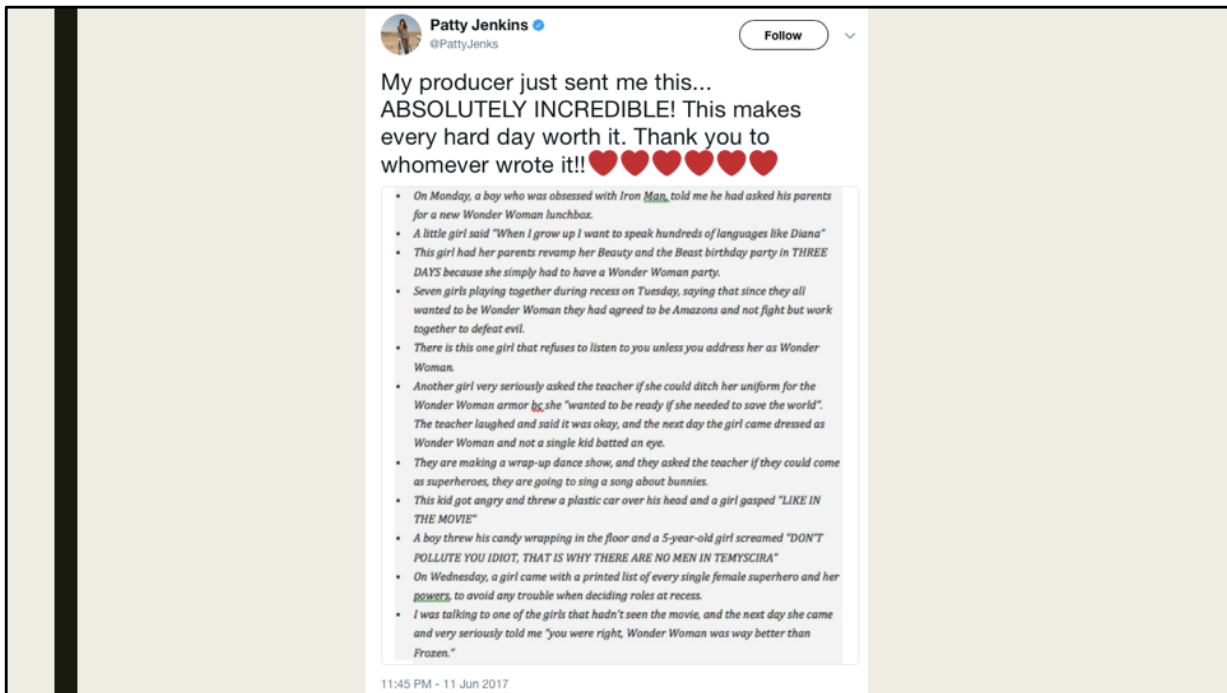 Patty Jenkins
@PattyJenks
Follow
My producer just sent me this...
ABSOLUTELY INCREDIBLE! This makes
every hard day worth it. Thank you to
whomever wrote it!!❤❤❤❤❤❤
▪ On Monday, a boy who was obsessed with Iron Man, told me he had asked his parents
for a new Wonder Woman lunchbox.
▪ A little girl said "When I grow up I want to speak hundreds of languages like Diana"
▪ This girl had her parents revamp her Beauty and the Beast birthday party in THREE
DAYS because she simply had to have a Wonder Woman party.
▪ Seven girls playing together during recess on Tuesday, saying that since they all
wanted to be Wonder Woman they had agreed to be Amazons and not fight but work
together to defeat evil.
▪ There is this one girl that refuses to listen to you unless you address her as Wonder
Woman.
▪ Another girl very seriously asked the teacher if she could ditch her uniform for the
Wonder Woman armor bc she "wanted to be ready if she needed to save the world".
The teacher laughed and said it was okay, and the next day the girl came dressed as
Wonder Woman and not a single kid batted an eye.
▪ They are making a wrap-up dance show, and they asked the teacher if they could come
as superheroes, they are going to sing a song about bunnies.
▪ This kid got angry and threw a plastic car over his head and a girl gasped "LIKE IN
THE MOVIE"
▪ A boy threw his candy wrapping in the floor and a 5-year-old girl screamed "DON'T
POLLUTE YOU IDIOT, THAT IS WHY THERE ARE NO MEN IN TEMYSCIRA"
▪ On Wednesday, a girl came with a printed list of every single female superhero and her
powers, to avoid any trouble when deciding roles at recess.
▪ I was talking to one of the girls that hadn't seen the movie, and the next day she came
and very seriously told me "you were right, Wonder Woman was way better than
Frozen."
11:45 PM - 11 Jun 2017